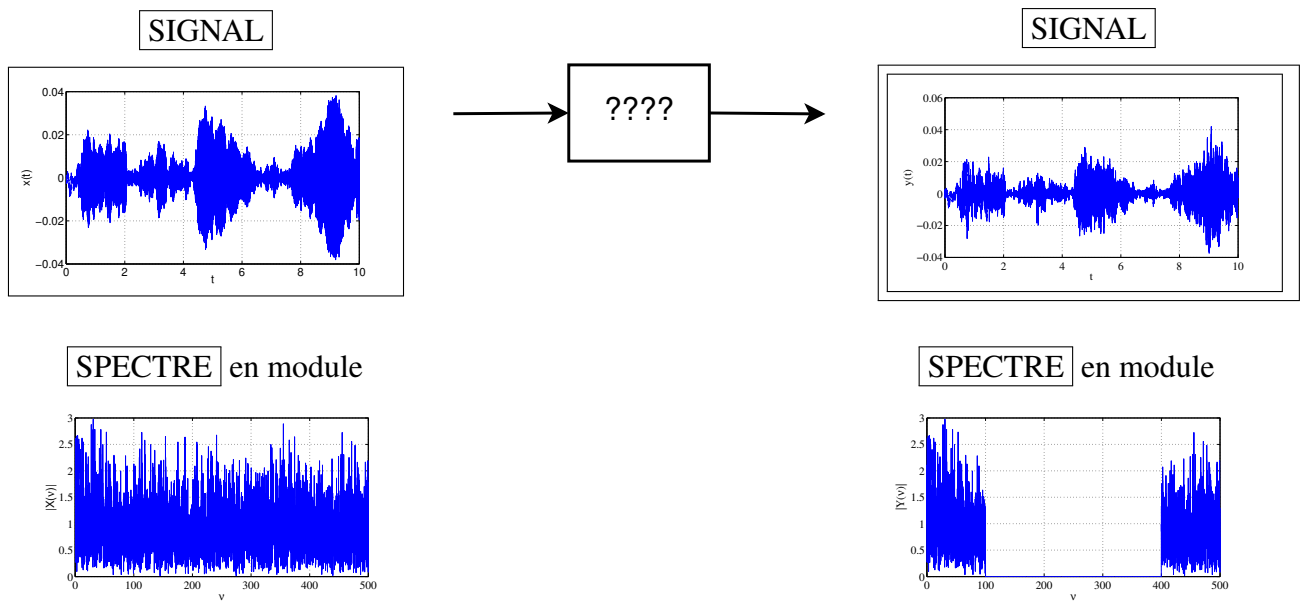 SIGNAL
0.04
0.02
0
−0.02
−0.04
x(t)
0 2 4 6 8 10
t
????
SIGNAL
0.06
0.04
0.02
0
−0.02
−0.04
y(t)
0 2 4 6 8 10
t
SPECTRE en module
3
2.5
2
1.5
1
0.5
0
|X(ν)|
0 100 200 300 400 500
ν
SPECTRE en module
3
2.5
2
1.5
1
0.5
0
|Y(ν)|
0 100 200 300 400 500
ν